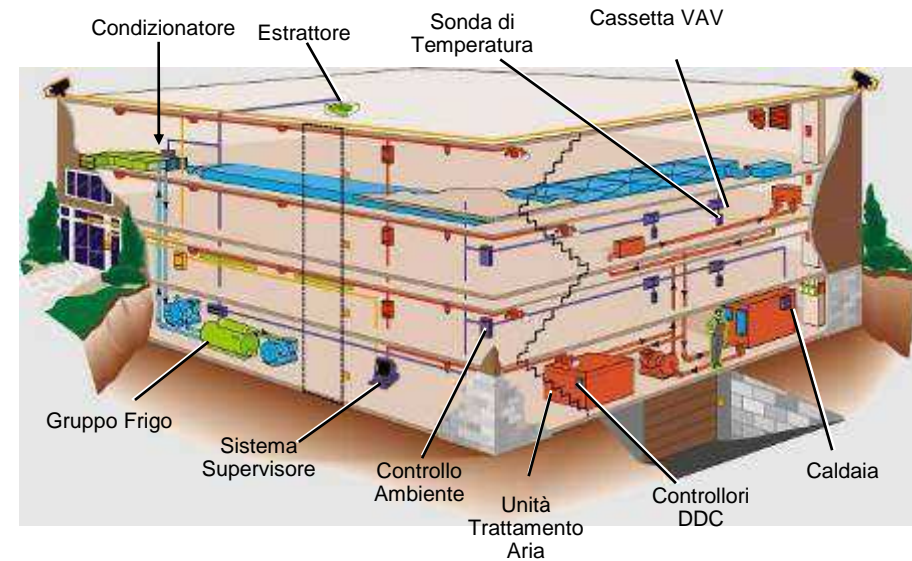 Condizionatore
Estrattore
Sonda di
Temperatura
Cassetta VAV
Gruppo Frigo
Sistema
Supervisore
Controllo
Ambiente
Unità
Trattamento
Aria
Controllori
DDC
Caldaia